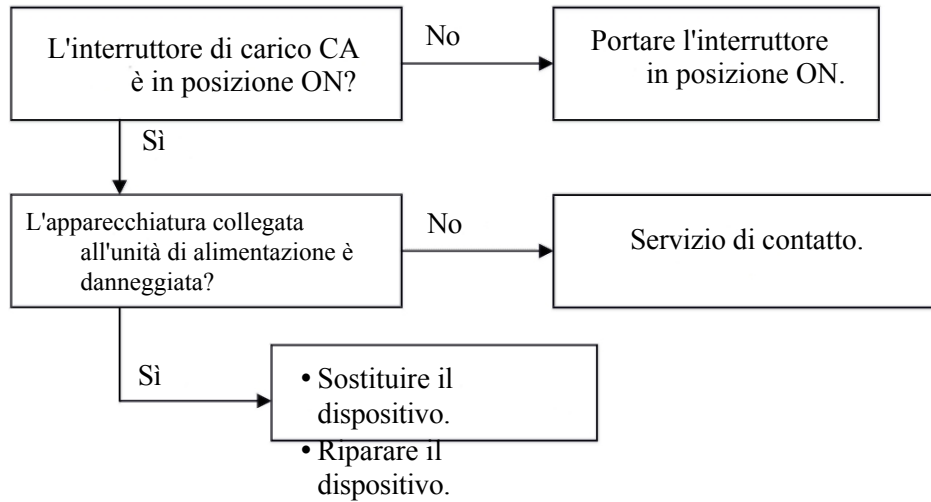 L'interruttore di carico CA
è in posizione ON?
No
Portare l'interruttore
in posizione ON.
Sì
L'apparecchiatura collegata
all'unità di alimentazione è
danneggiata?
No
Servizio di contatto.
Sì
• Sostituire il
dispositivo.
• Riparare il
dispositivo.